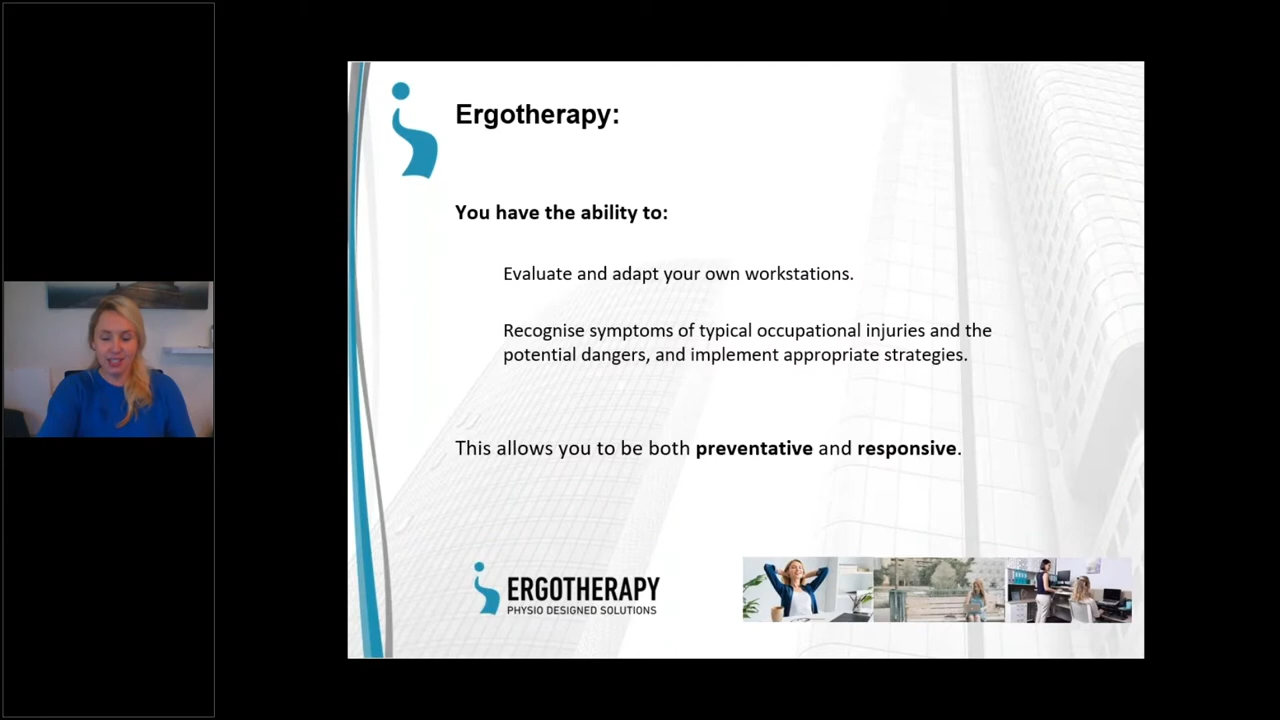 Ergotherapy:
You have the ability to:
Evaluate and adapt your own workstations.
Recognise symptoms of typical occupational injuries and the
potential dangers, and implement appropriate strategies.
This allows you to be both preventative and responsive.
ERGOTHERAPY
PHYSIO DESIGNED SOLUTIONS